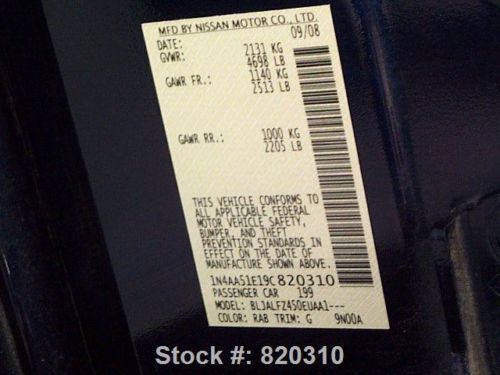 MFD BY NISSAN MOTOR CO., LTD.
DATE: 09/08
GVWR: 2131 KG
4698 LB
GAWR FR.: 1140 KG
2513 LB
GAWR RR.: 1000 KG
2205 LB
THIS VEHICLE CONFORMS TO
ALL APPLICABLE FEDERAL
MOTOR VEHICLE SAFETY,
BUMPER, AND THEFT
PREVENTION STANDARDS IN
EFFECT ON THE DATE OF
MANUFACTURE SHOWN ABOVE.
1N4AA51E19C820310
PASSENGER CAR 199
MODEL: BLJALFZ450EUAA1---
COLOR: RAB TRIM: G 9N00A
Stock #: 820310